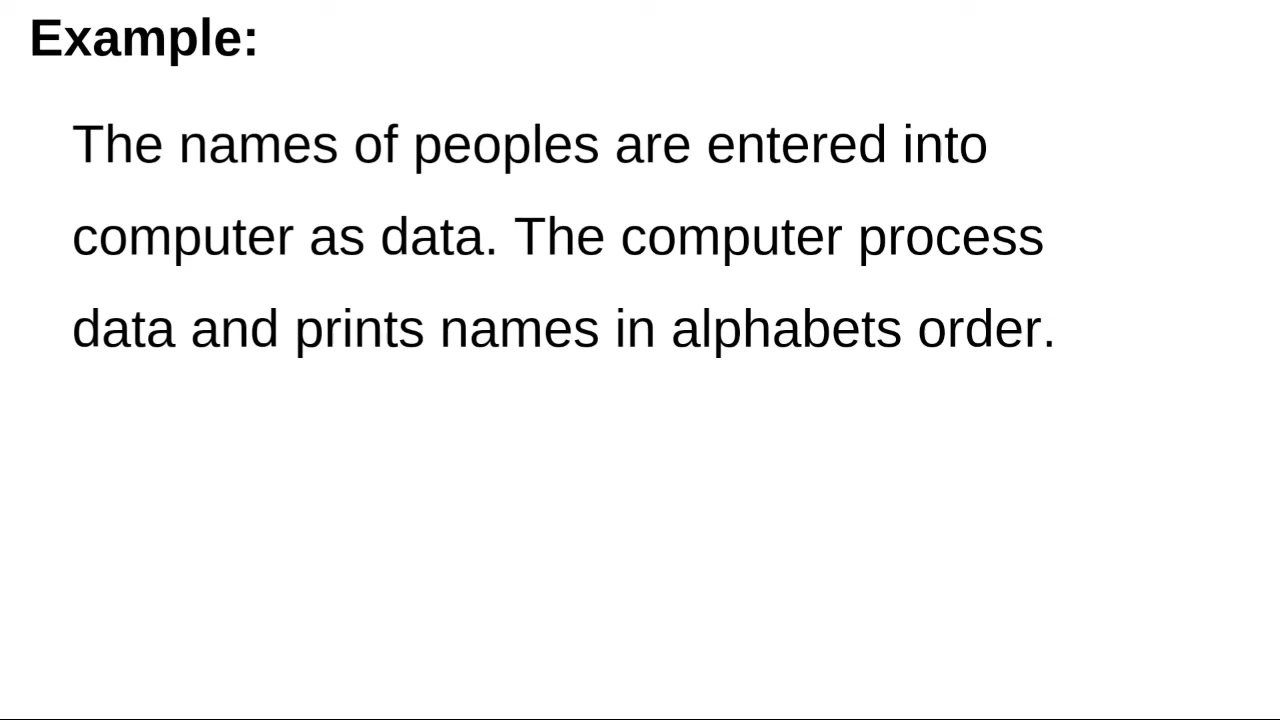 Example:
The names of peoples are entered into
computer as data. The computer process
data and prints names in alphabets order.